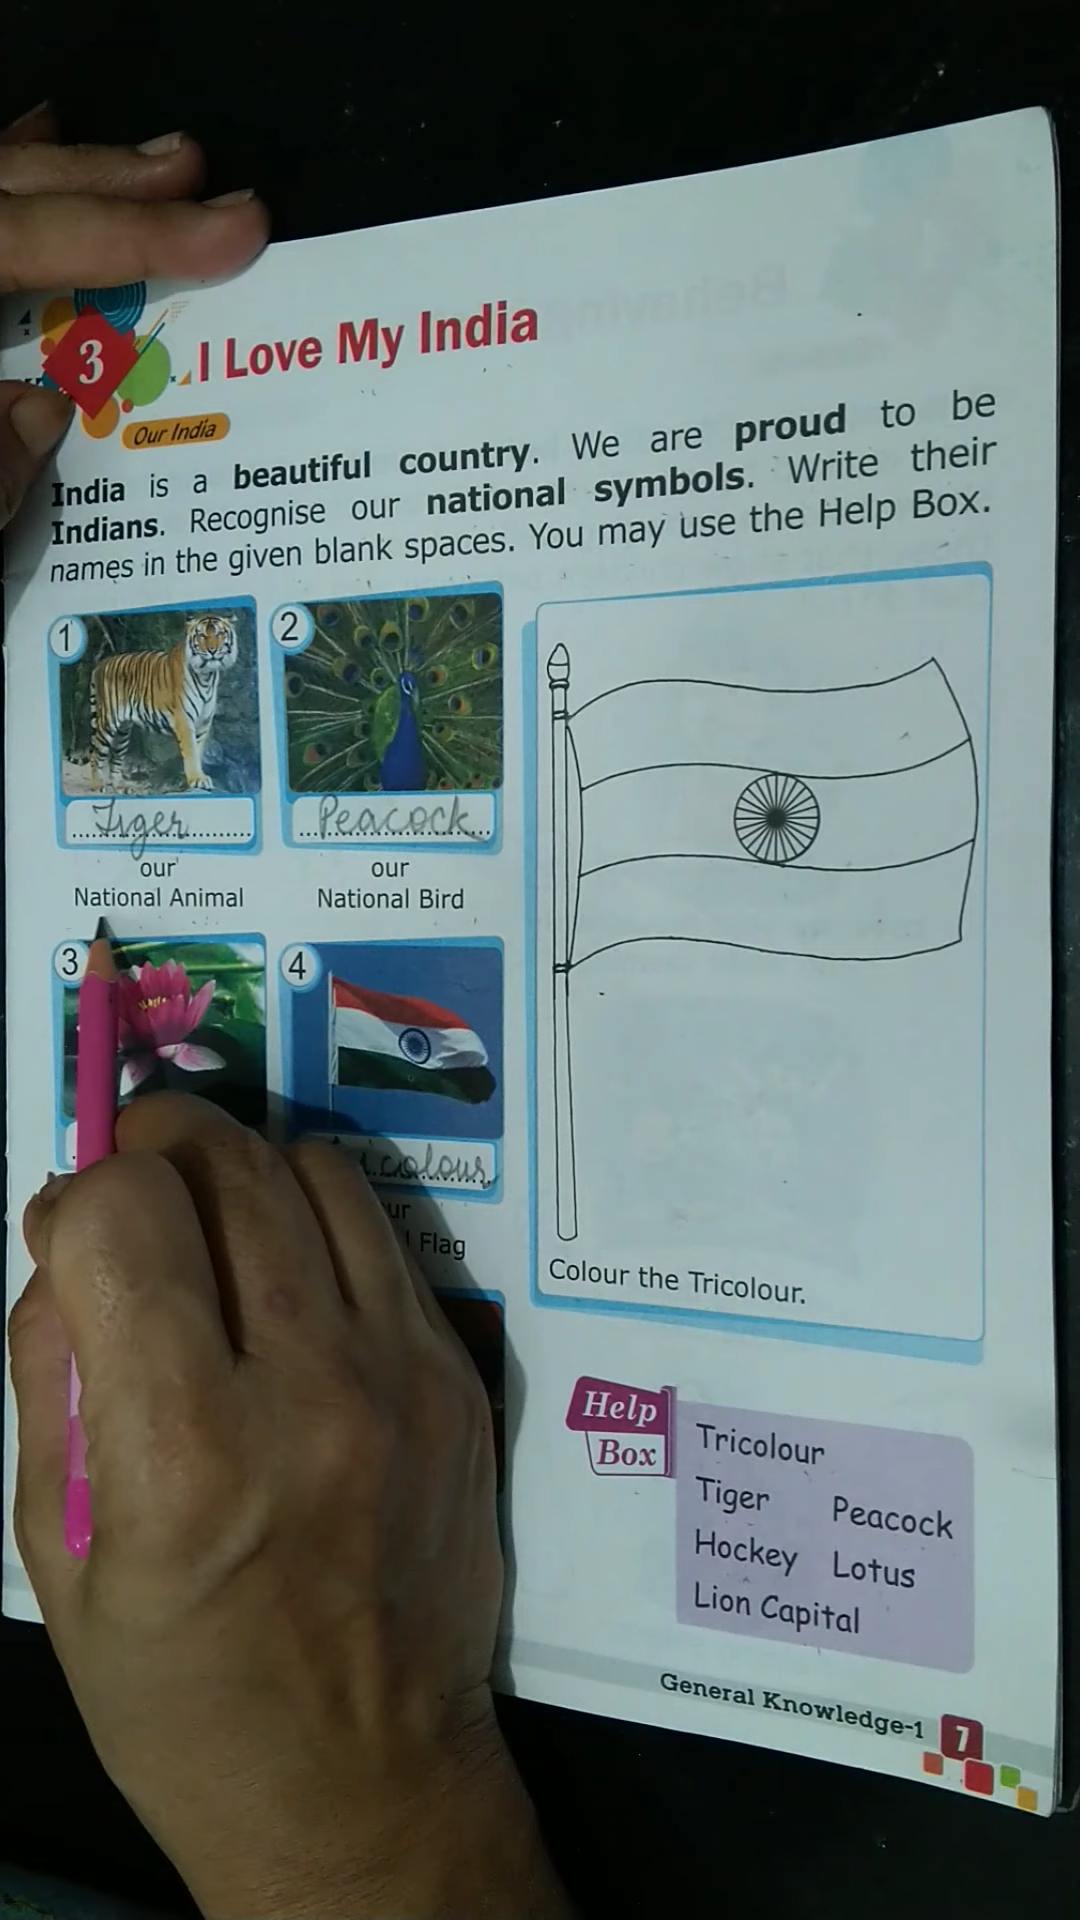 3
I Love My India
Our India
India is a beautiful country. We are proud to be
Indians. Recognise our national symbols. Write their
names in the given blank spaces. You may use the Help Box.
1
Tiger
our
National Animal
2
Peacock
our
National Bird
3
4
Flag
Colour the Tricolour.
Help
Box
Tricolour
Tiger Peacock
Hockey Lotus
Lion Capital
General Knowledge-1 7